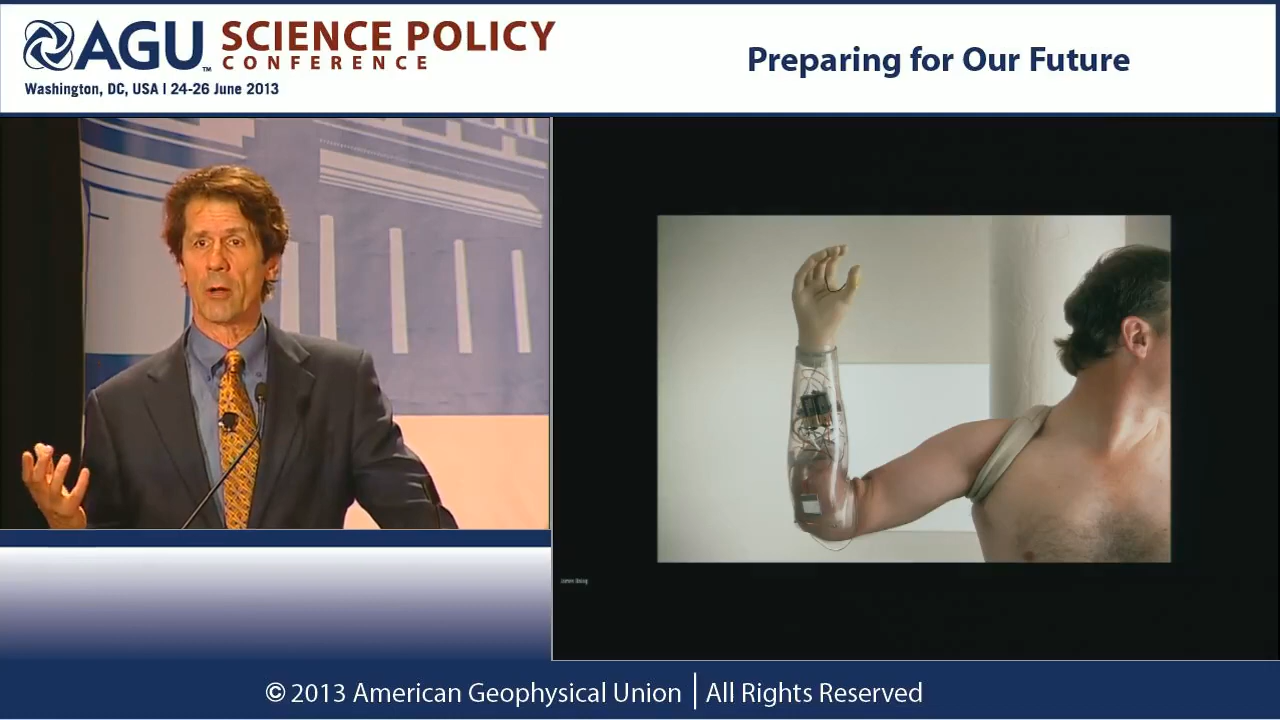 AGU™ SCIENCE POLICY
CONFERENCE
Washington, DC, USA | 24-26 June 2013
Preparing for Our Future
© 2013 American Geophysical Union | All Rights Reserved